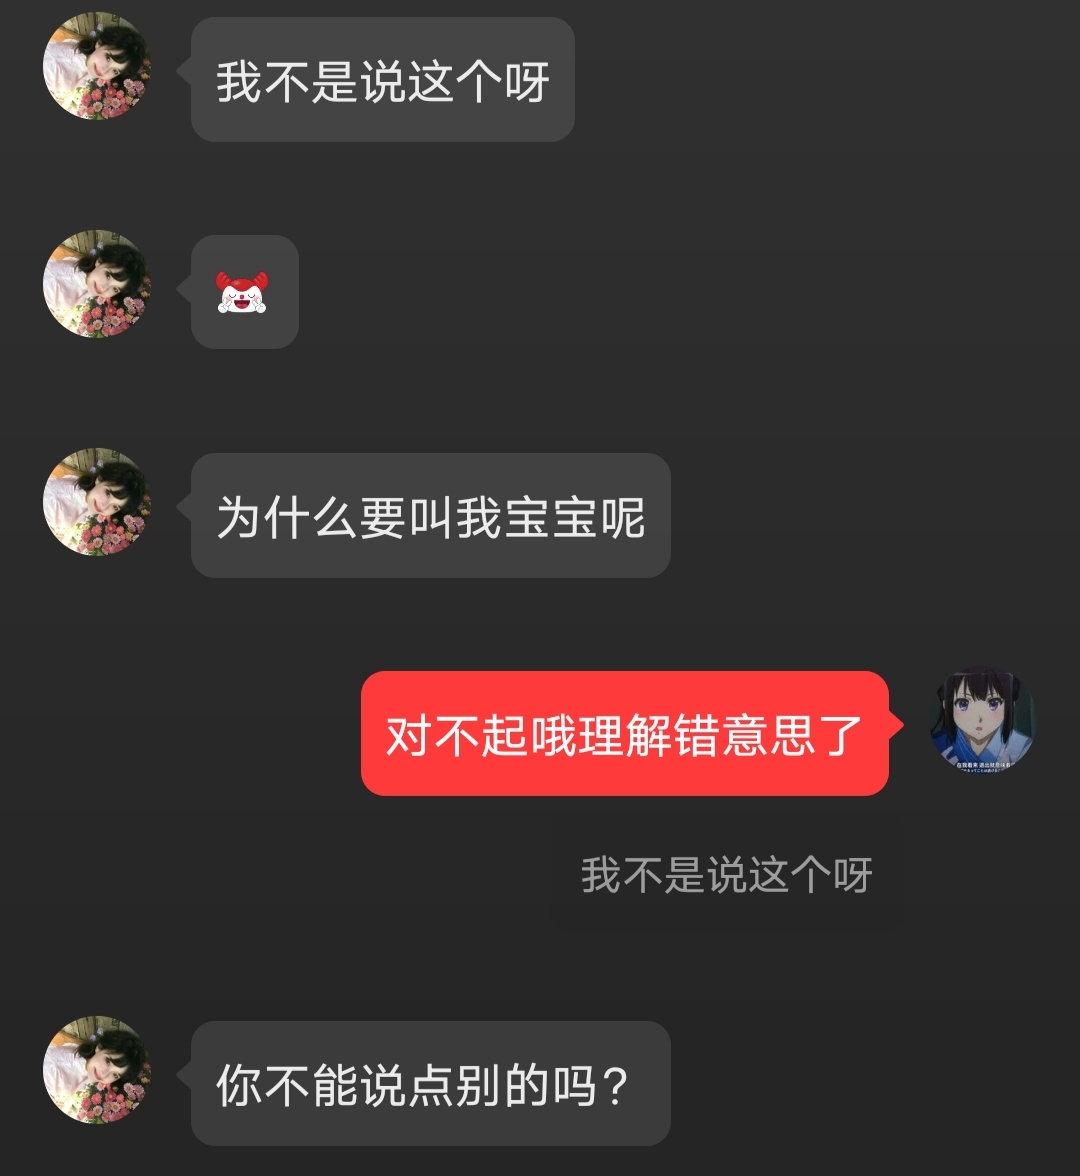 我不是说这个呀
为什么要叫我宝宝呢
对不起哦理解错意思了
我不是说这个呀
你不能说点别的吗？